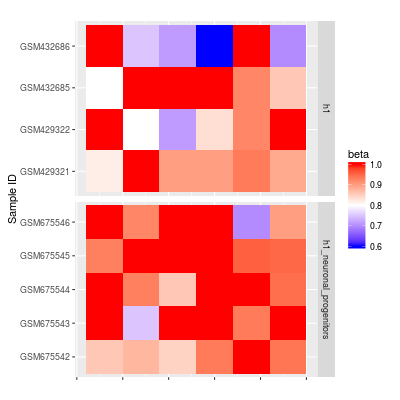 Sample ID
GSM432686
GSM432685
GSM429322
GSM429321
h1
GSM675546
GSM675545
GSM675544
GSM675543
GSM675542
h1_neuronal_progenitors
beta
1.0
0.9
0.8
0.7
0.6